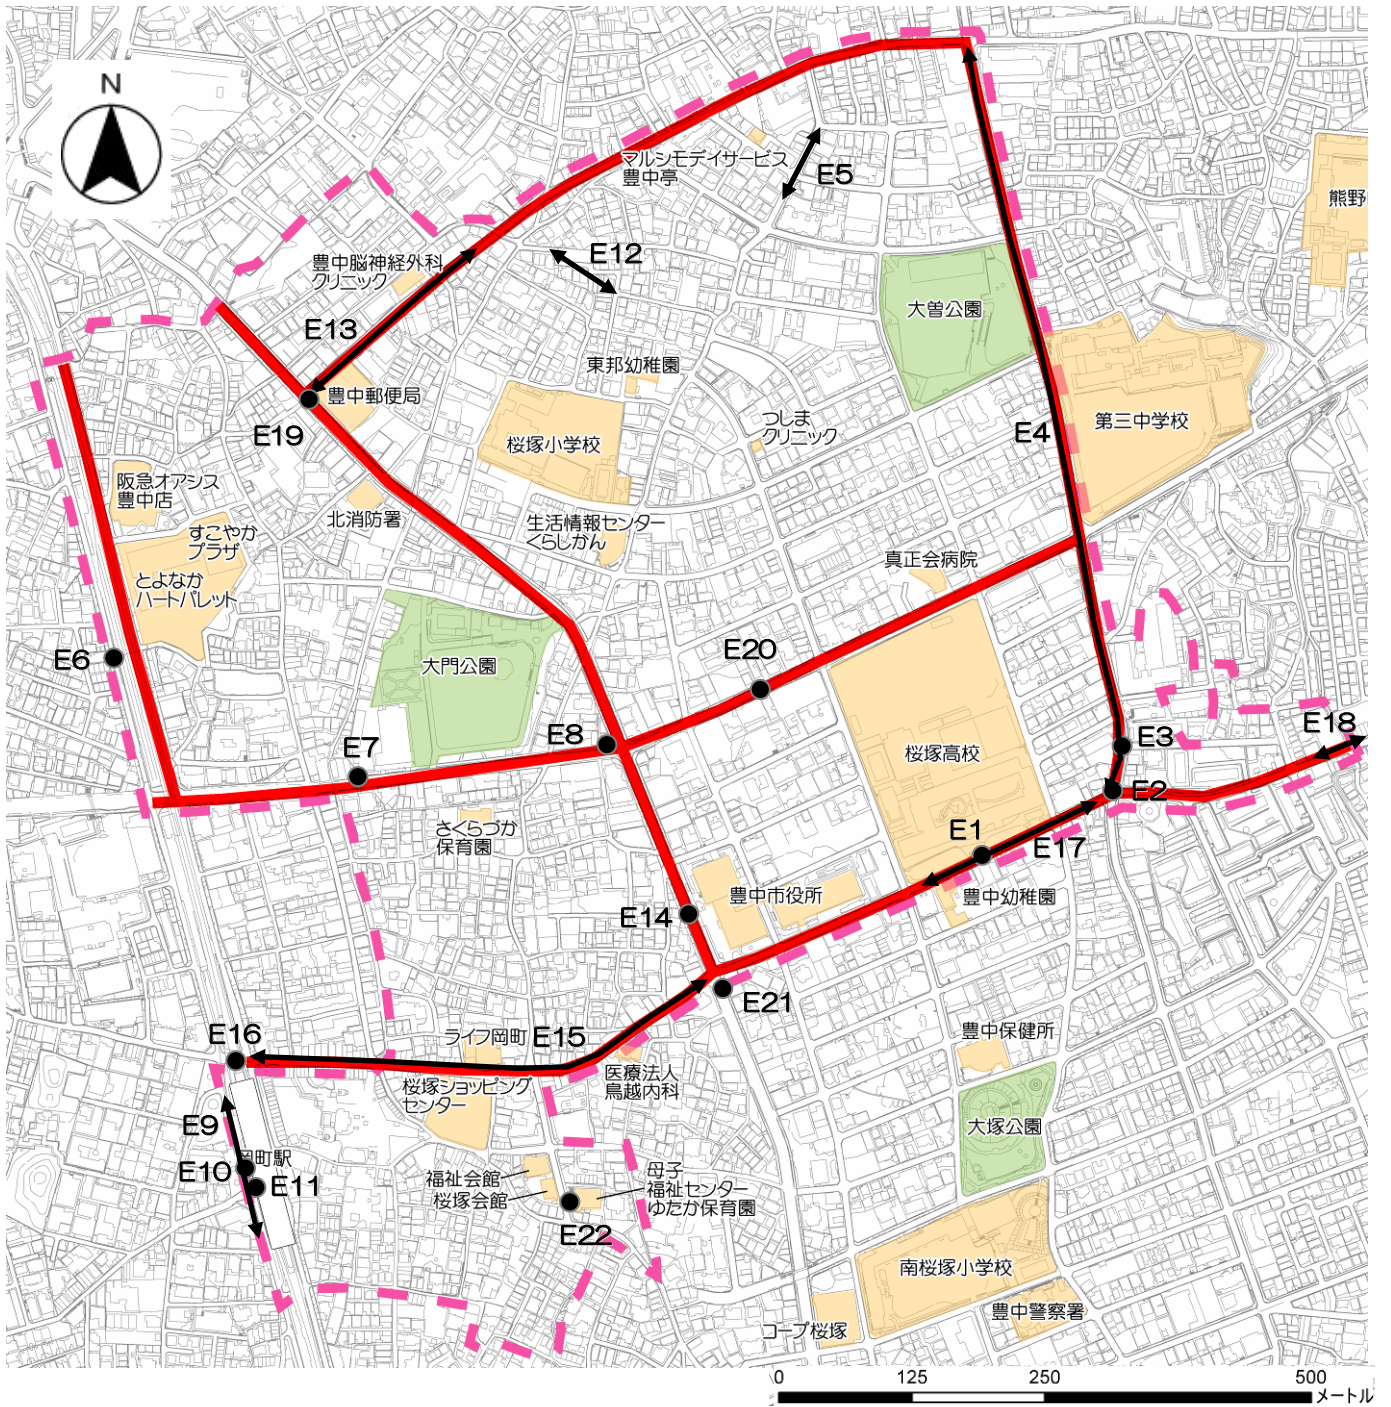 N
マルシモデイサービス
豊中亭
E5
熊野
E12
豊中脳神経外科
クリニック
大曽公園
E13
東邦幼稚園
豊中郵便局
つしま
クリニック
E19
桜塚小学校
E4
第三中学校
阪急オアシス
豊中店
北消防署
生活情報センター
くらしかん
すこやか
プラザ
真正会病院
とよなか
ハートパレット
E6
大門公園
E20
E7
E8
桜塚高校
E3
E18
E2
さくらづか
保育園
E1
E17
豊中市役所
豊中幼稚園
E14
E21
E16
ライフ岡町
E15
豊中保健所
医療法人
鳥越内科
桜塚ショッピング
センター
E9
大塚公園
岡町駅
E10
E11
福祉会館
桜塚会館
母子
福祉センター
ゆたか保育園
E22
南桜塚小学校
豊中警察署
コープ桜塚
0 125 250 500
メートル